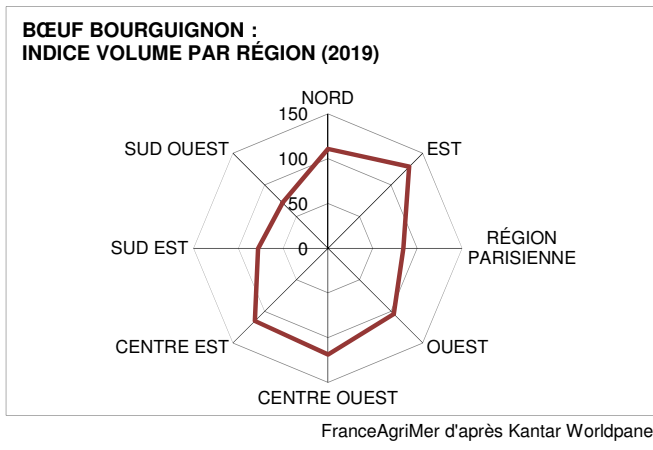 BŒUF BOURGUIGNON :
INDICE VOLUME PAR RÉGION (2019)
NORD
150
SUD OUEST
EST
100
50
SUD EST
0
RÉGION
PARISIENNE
CENTRE EST
OUEST
CENTRE OUEST
FranceAgriMer d'après Kantar Worldpane